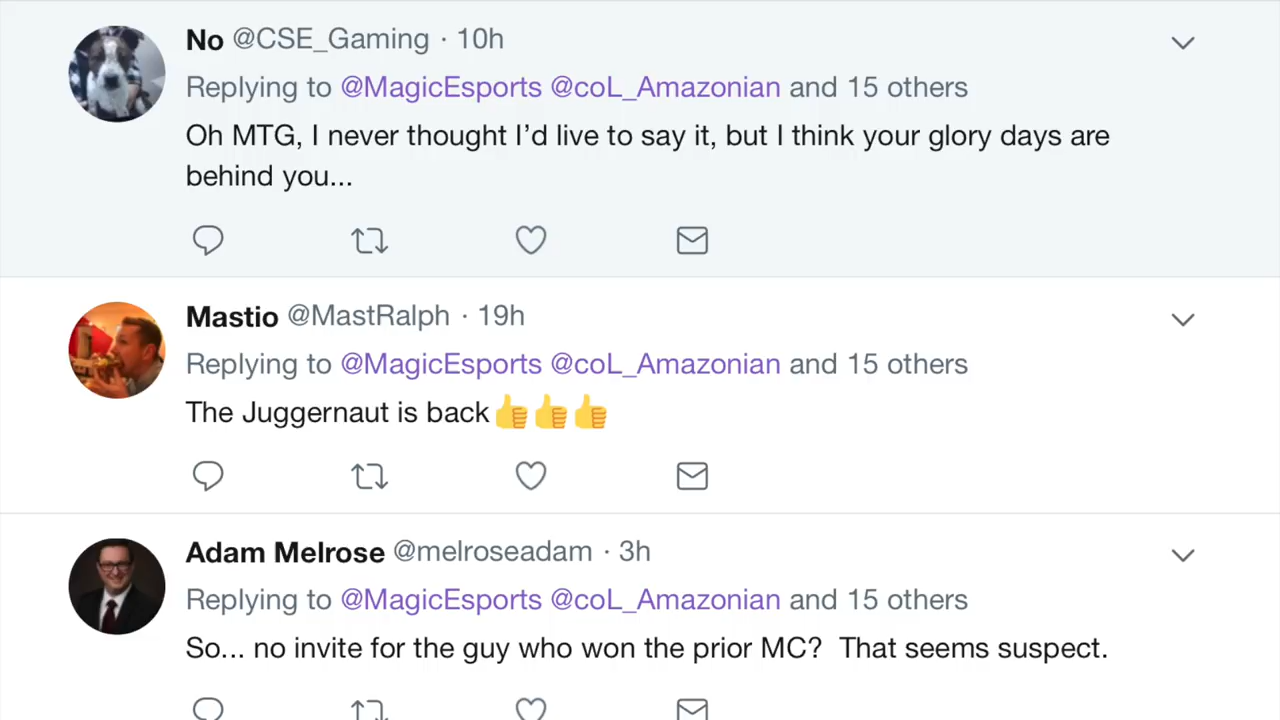 No @CSE_Gaming · 10h
Replying to @MagicEsports @coL_Amazonian and 15 others
Oh MTG, I never thought I’d live to say it, but I think your glory days are
behind you...
Mastio @MastRalph · 19h
Replying to @MagicEsports @coL_Amazonian and 15 others
The Juggernaut is back👍👍👍
Adam Melrose @melroseadam · 3h
Replying to @MagicEsports @coL_Amazonian and 15 others
So... no invite for the guy who won the prior MC?  That seems suspect.